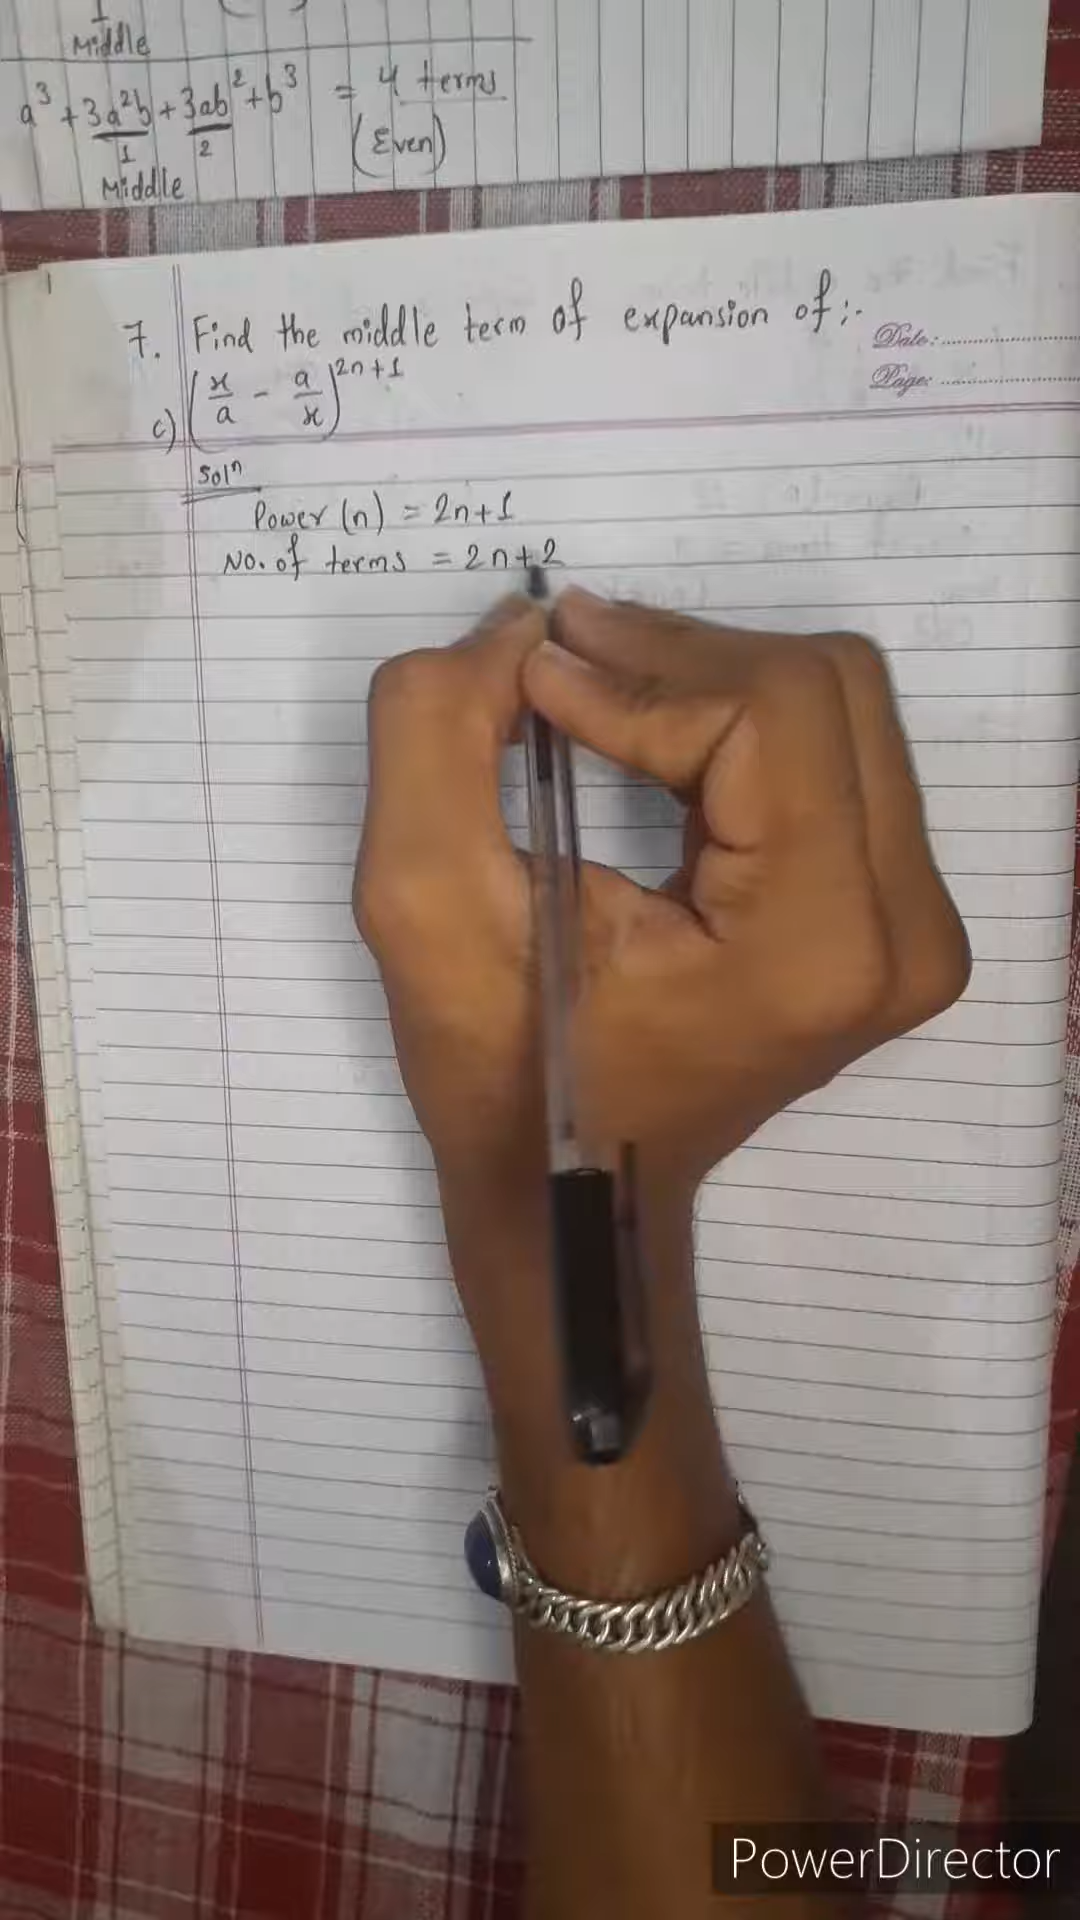 Middle
a³ + 3a²b + 3ab² + b³ = 4 terms
1 2 (Even)
Middle
7. Find the middle term of expansion of:-
Date:
c) (x/a - a/x)²ⁿ⁺¹
Page:
Solⁿ
Power (n) = 2n+1
No. of terms = 2n+2
PowerDirector